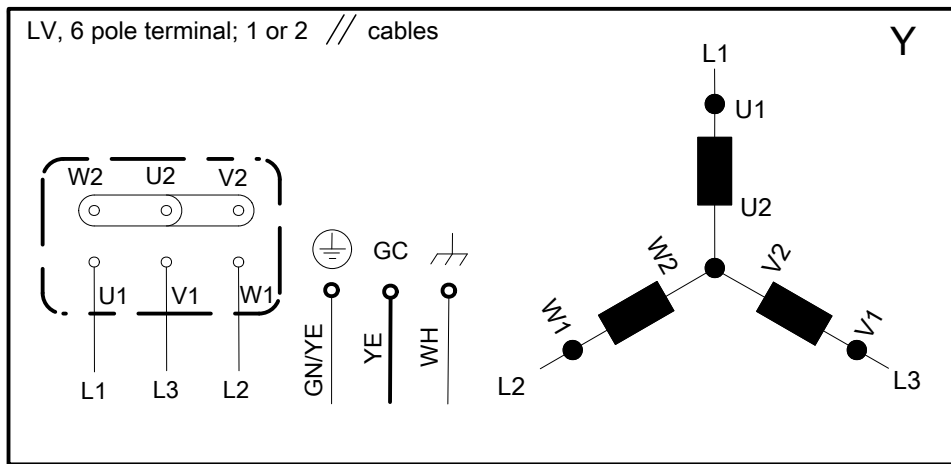 LV, 6 pole terminal; 1 or 2 // cables
Y
W2 U2 V2
U1 V1 W1
L1 L3 L2
GC
GN/YE
YE
WH
L1
U1
U2
W2
V2
W1
V1
L2
L3